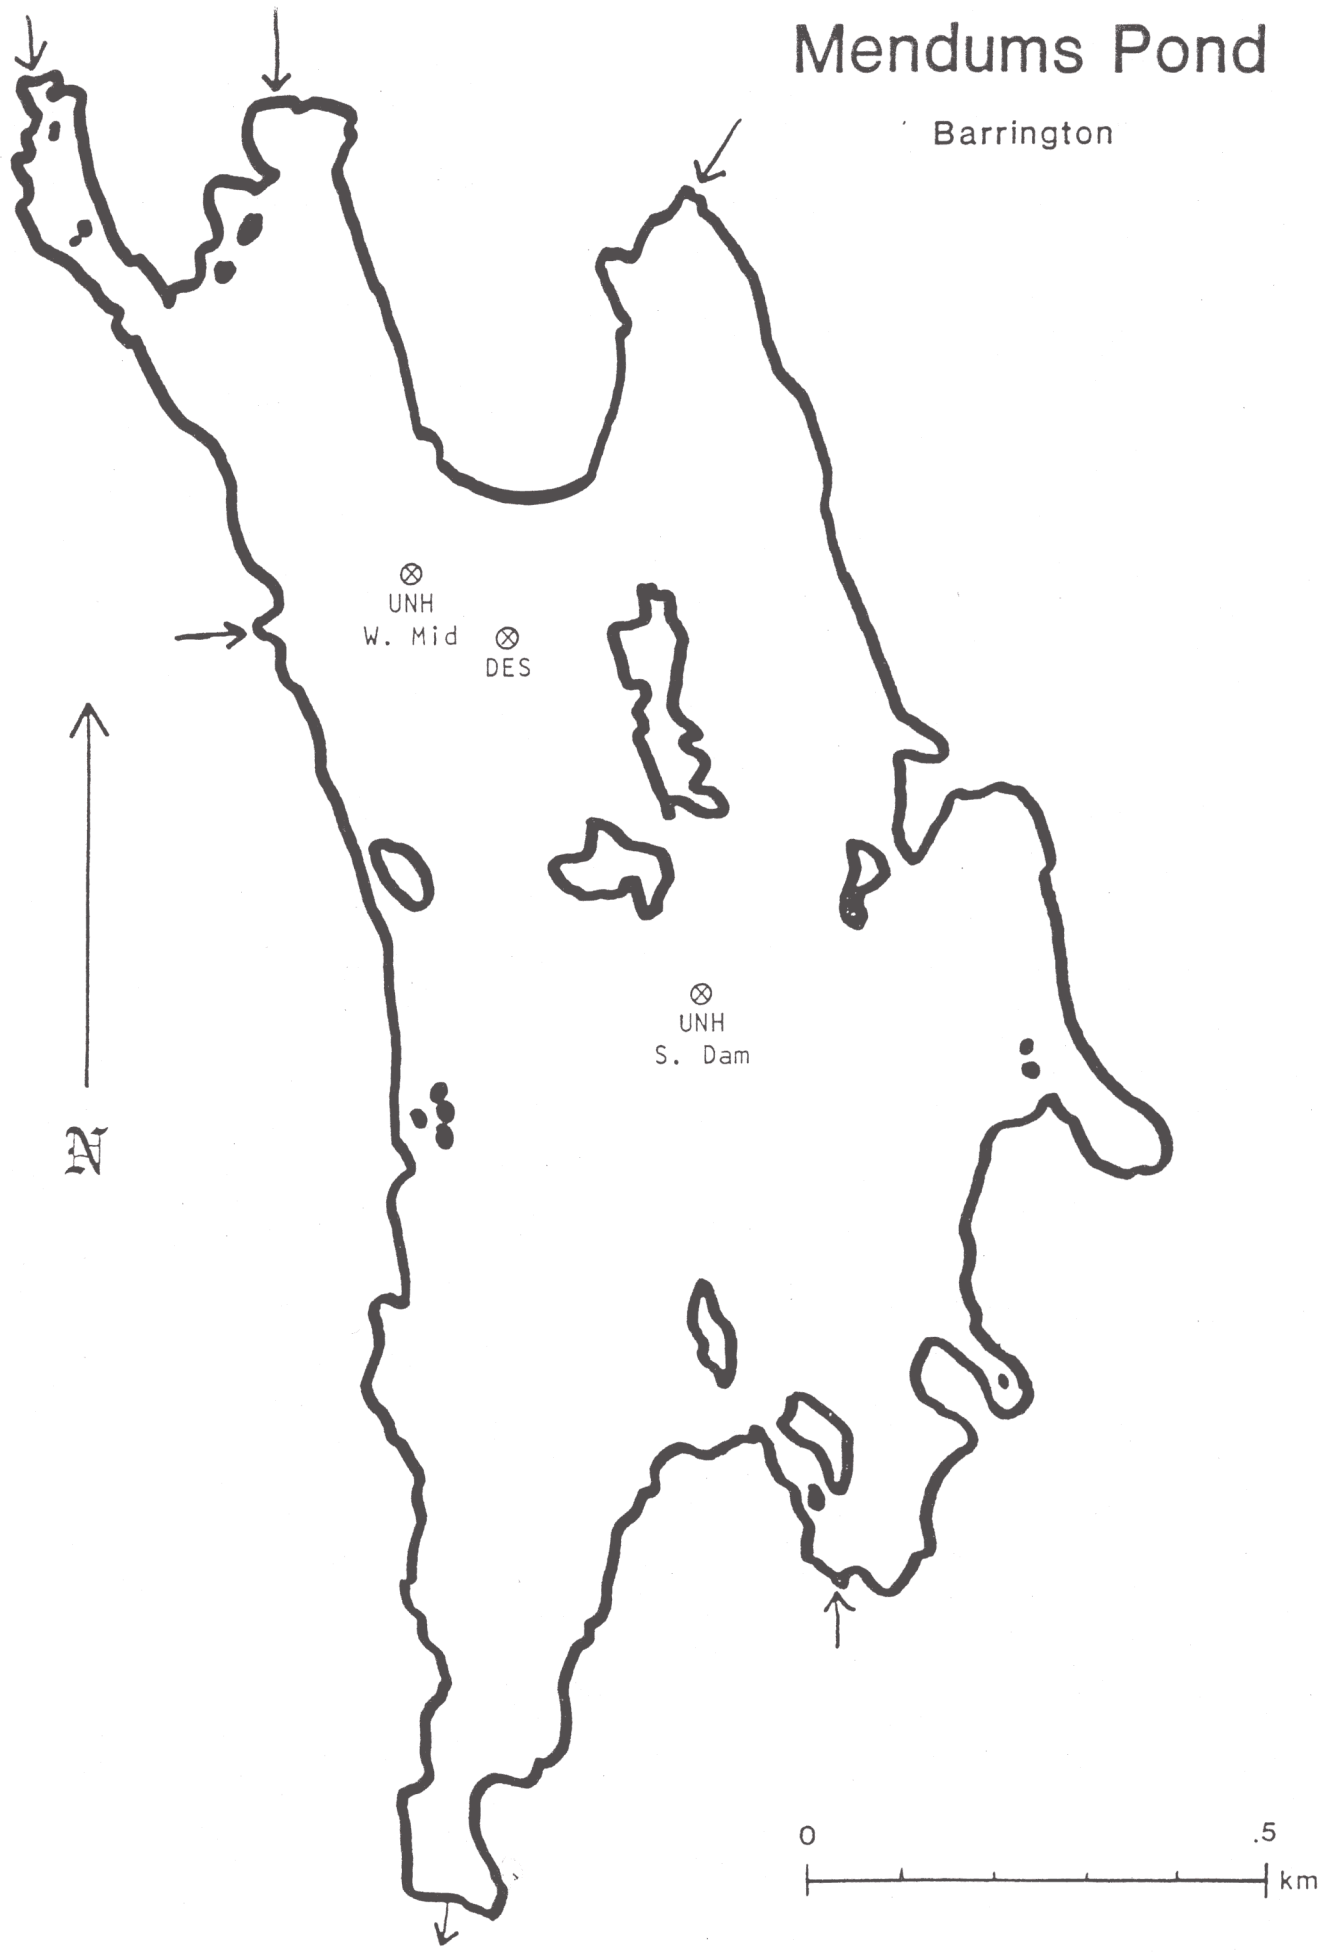 Mendums Pond
Barrington
UNH
W. Mid
DES
UNH
S. Dam
N
0 .5
km